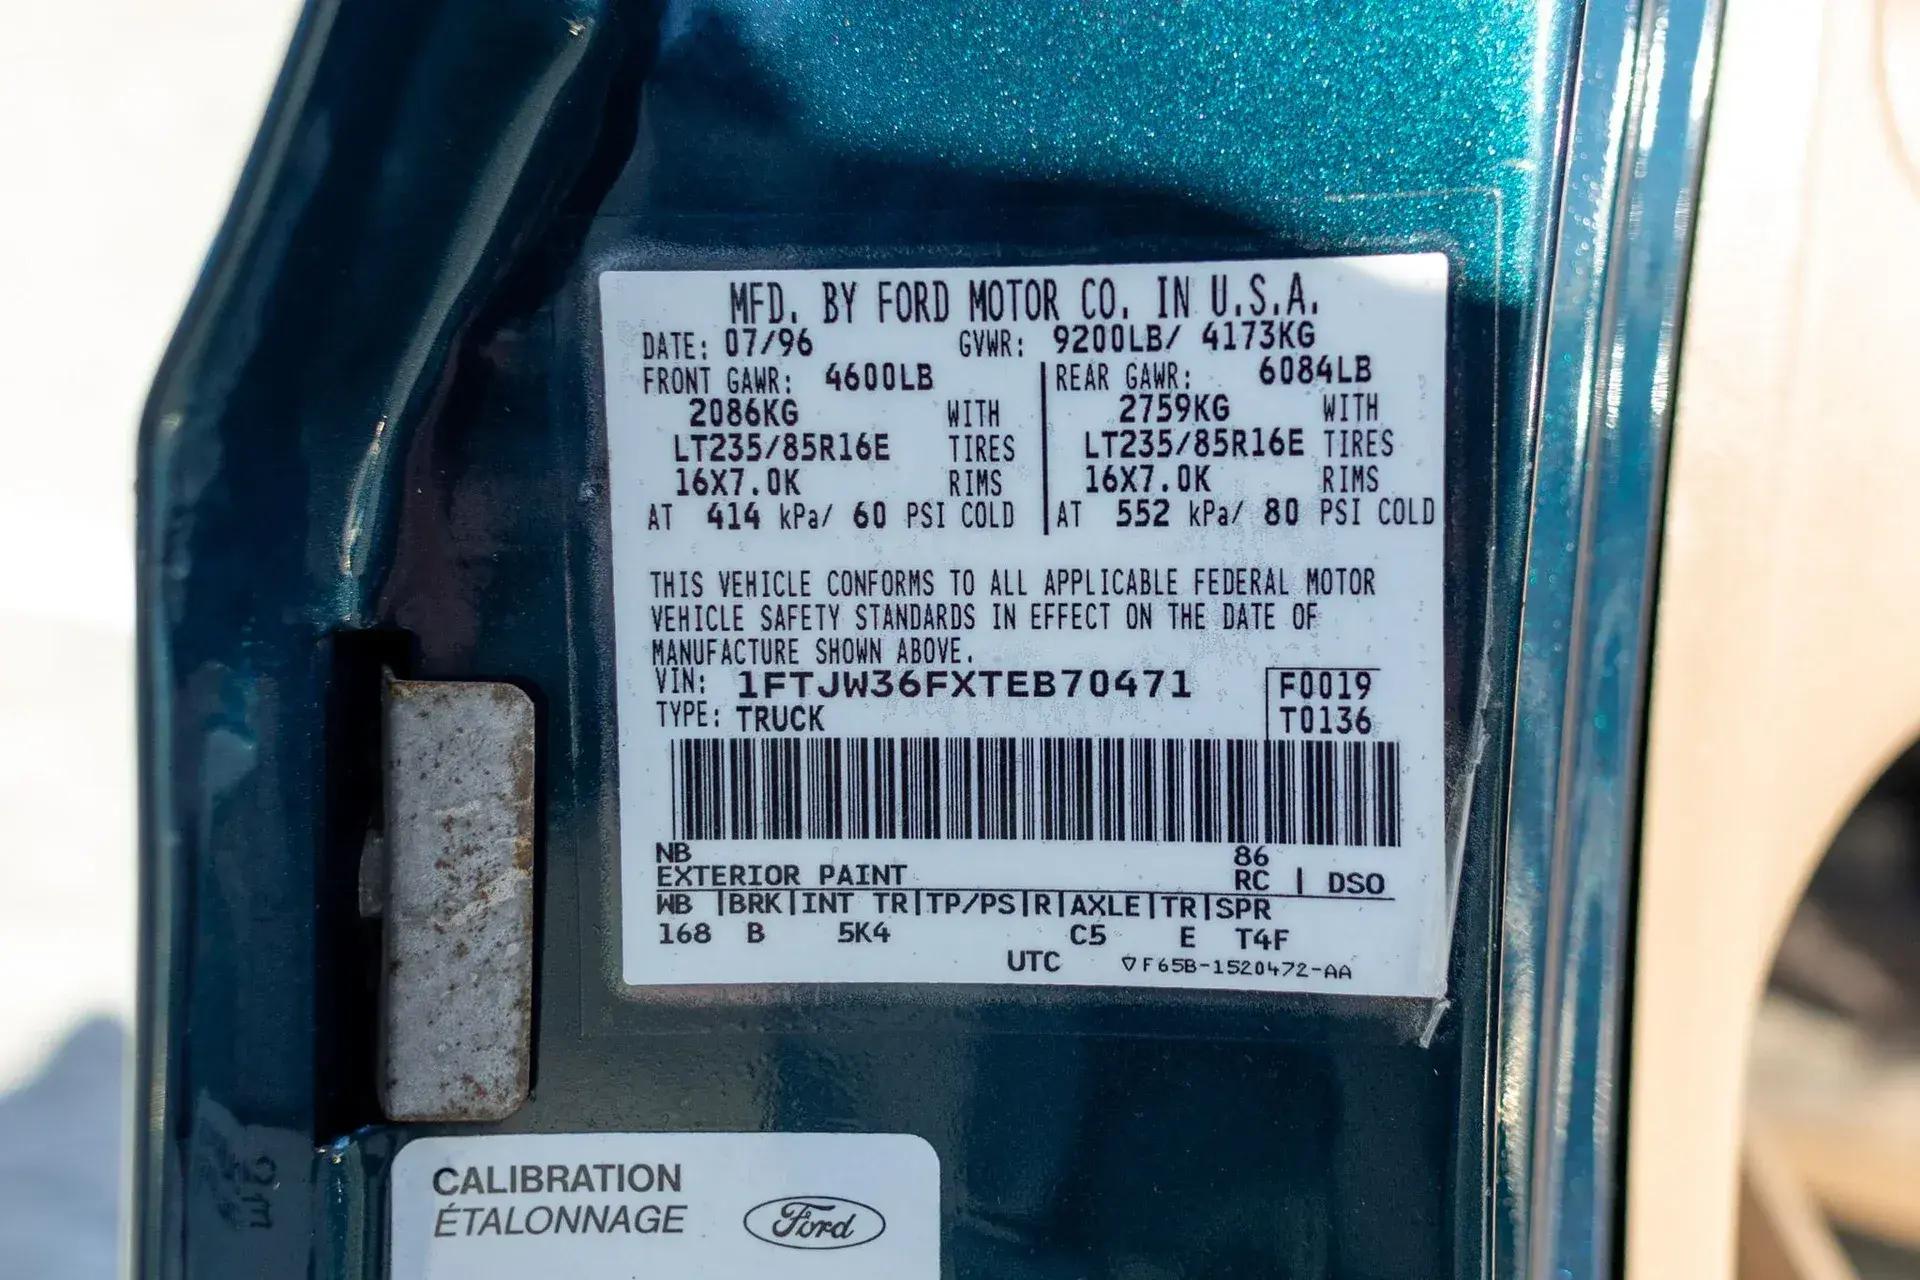 MFD. BY FORD MOTOR CO. IN U.S.A.
DATE: 07/96 GVWR: 9200LB/ 4173KG
FRONT GAWR: 4600LB REAR GAWR: 6084LB
2086KG WITH 2759KG WITH
LT235/85R16E TIRES LT235/85R16E TIRES
16X7.0K RIMS 16X7.0K RIMS
AT 414 kPa/ 60 PSI COLD AT 552 kPa/ 80 PSI COLD
THIS VEHICLE CONFORMS TO ALL APPLICABLE FEDERAL MOTOR
VEHICLE SAFETY STANDARDS IN EFFECT ON THE DATE OF
MANUFACTURE SHOWN ABOVE.
VIN: 1FTJW36FXTEB70471 F0019
TYPE: TRUCK T0136
NB 86
EXTERIOR PAINT RC | DSO
WB |BRK|INT TR|TP/PS|R|AXLE|TR|SPR
168 B 5K4 C5 E T4F
UTC F65B-1520472-AA
CALIBRATION
ÉTALONNAGE
Ford